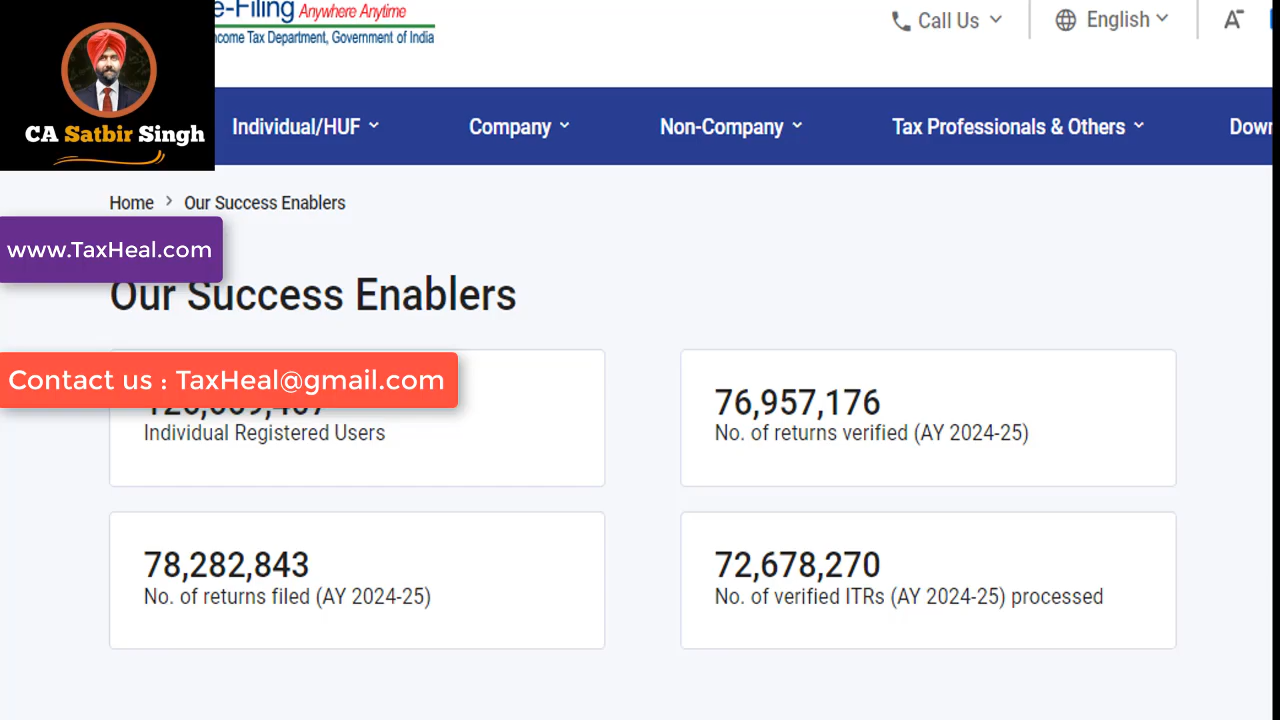 e-Filing Anywhere Anytime
Income Tax Department, Government of India
Call Us
English
A-
CA Satbir Singh
Individual/HUF
Company
Non-Company
Tax Professionals & Others
Home > Our Success Enablers
www.TaxHeal.com
Our Success Enablers
Contact us : TaxHeal@gmail.com
Individual Registered Users
76,957,176
No. of returns verified (AY 2024-25)
78,282,843
No. of returns filed (AY 2024-25)
72,678,270
No. of verified ITRs (AY 2024-25) processed